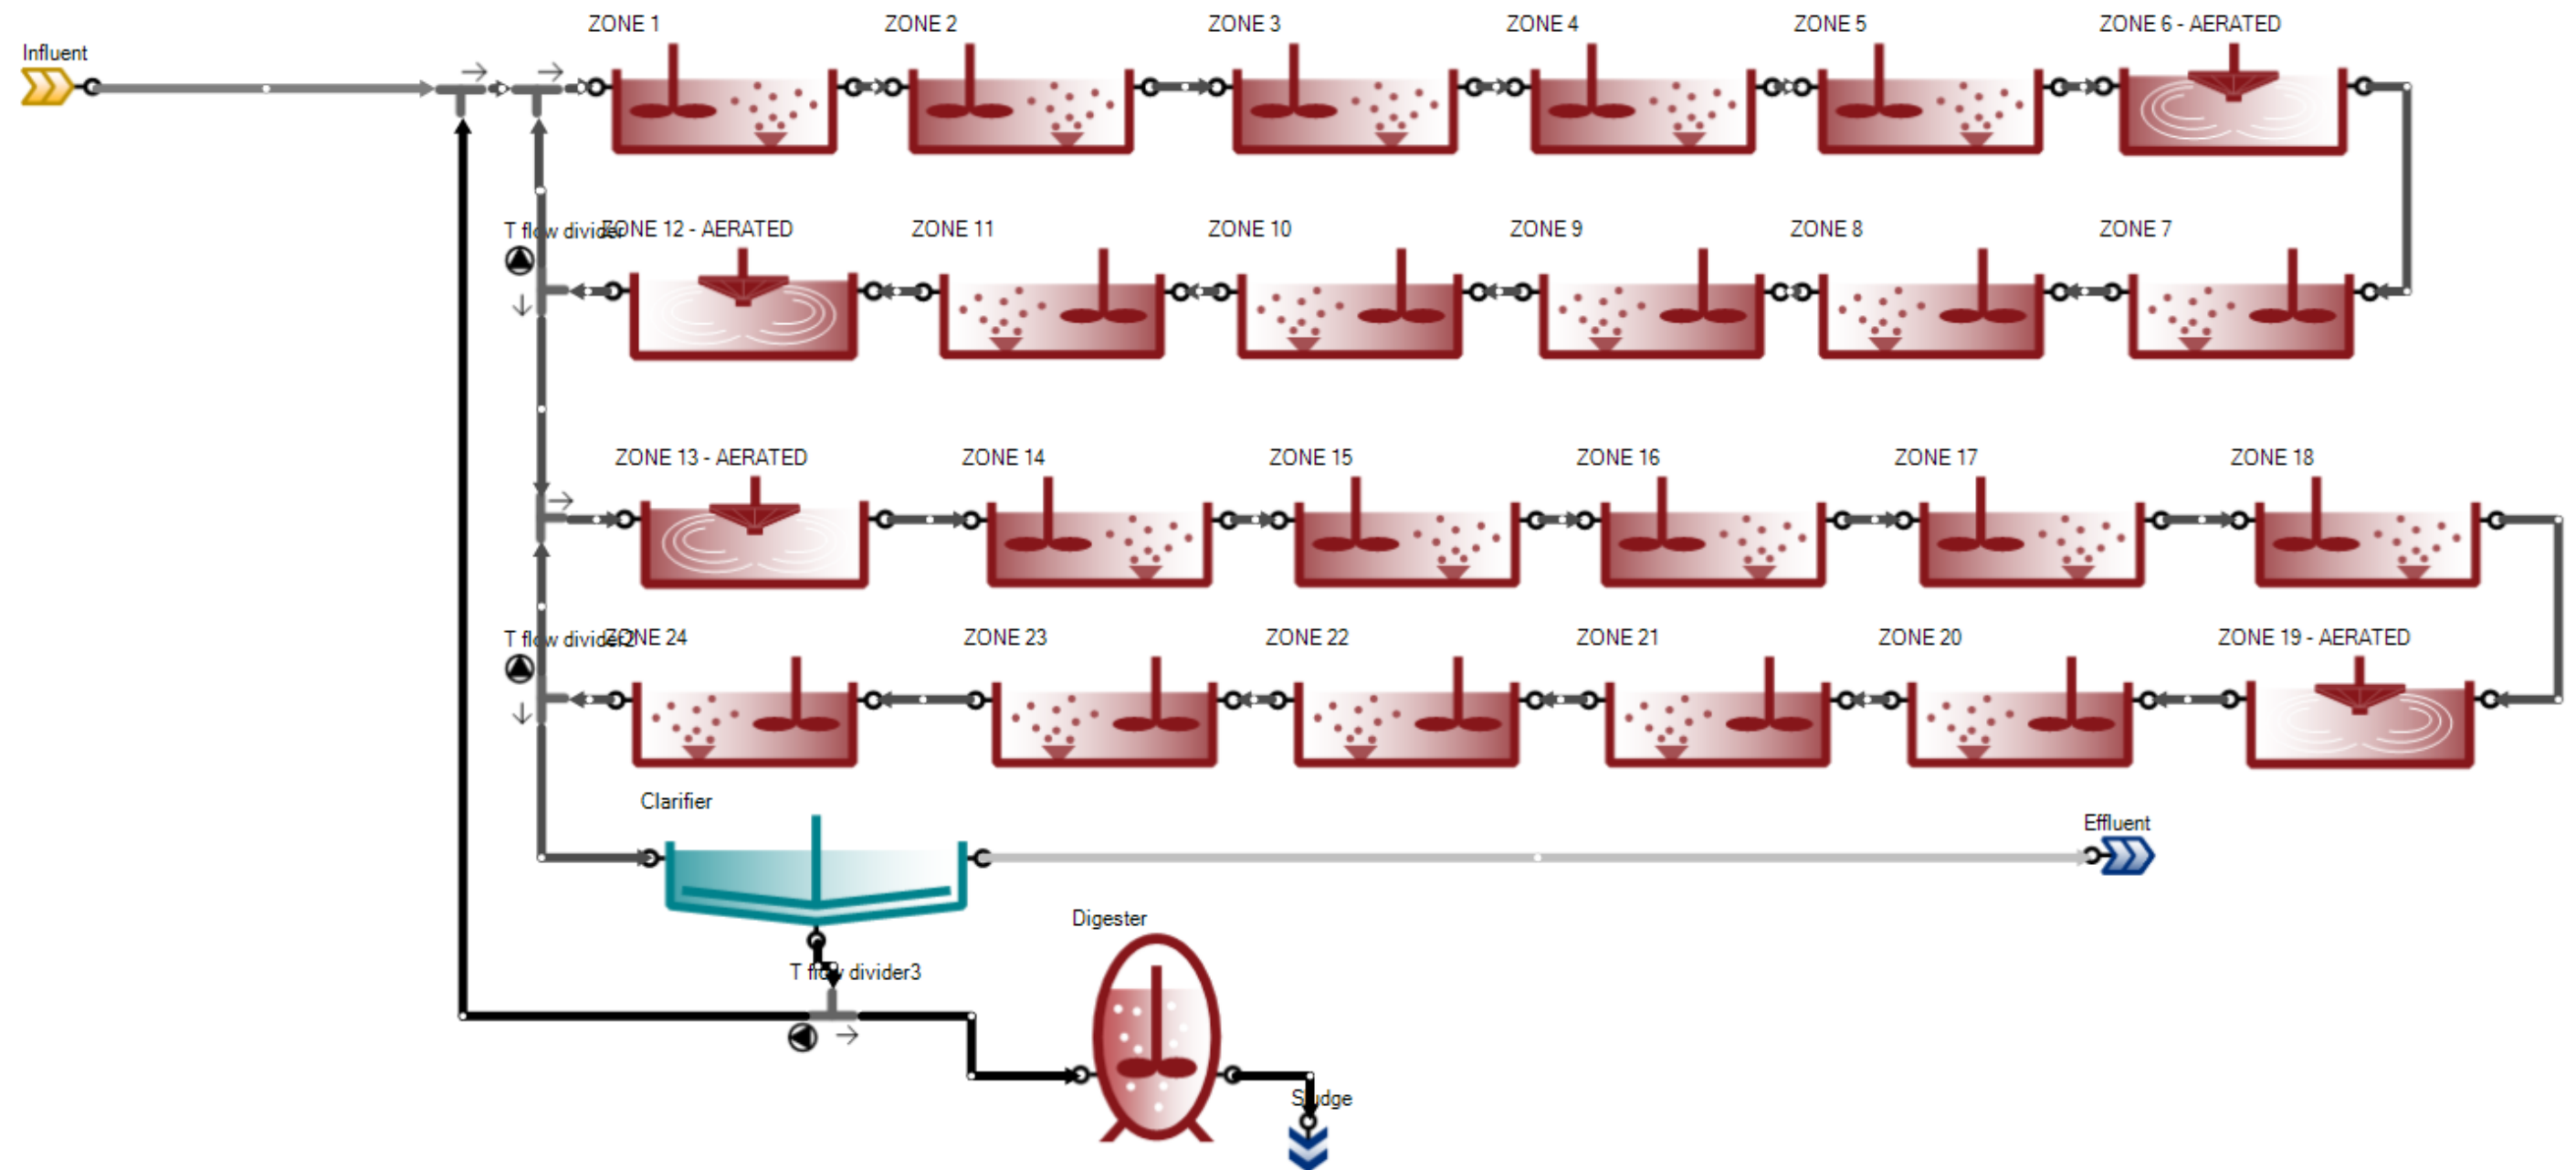 Influent
ZONE 1
ZONE 2
ZONE 3
ZONE 4
ZONE 5
ZONE 6 - AERATED
T flow divider
ZONE 12 - AERATED
ZONE 11
ZONE 10
ZONE 9
ZONE 8
ZONE 7
ZONE 13 - AERATED
ZONE 14
ZONE 15
ZONE 16
ZONE 17
ZONE 18
T flow divider2
ZONE 24
ZONE 23
ZONE 22
ZONE 21
ZONE 20
ZONE 19 - AERATED
Clarifier
Effluent
Digester
T flow divider3
Sludge